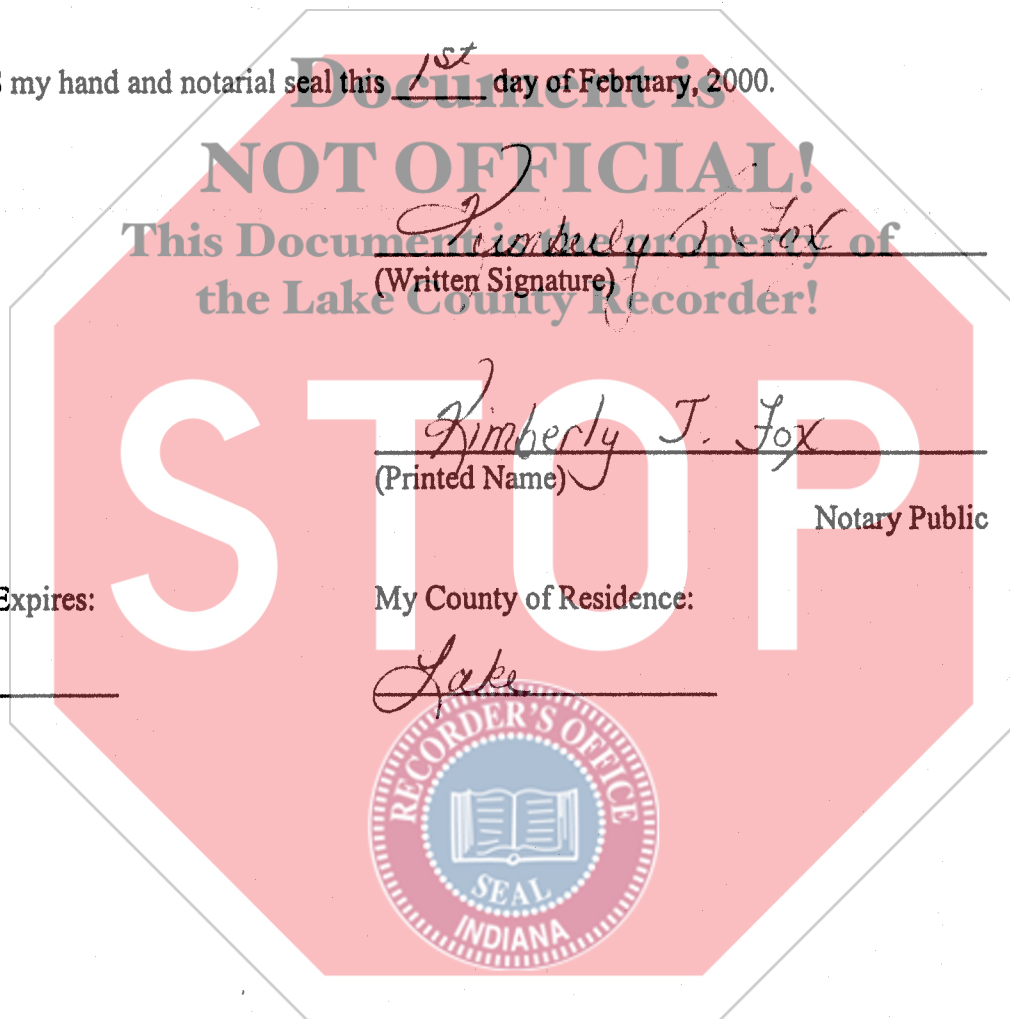 my hand and notarial seal this 1st day of February, 2000.
Document is
NOT OFFICIAL!
This Document is the property of
the Lake County Recorder!
Kimberly J. Fox
(Written Signature)
STOP
Kimberly J. Fox
(Printed Name)
Notary Public
Expires:
My County of Residence:
Lake
RECORDER'S OFFICE
SEAL
INDIANA